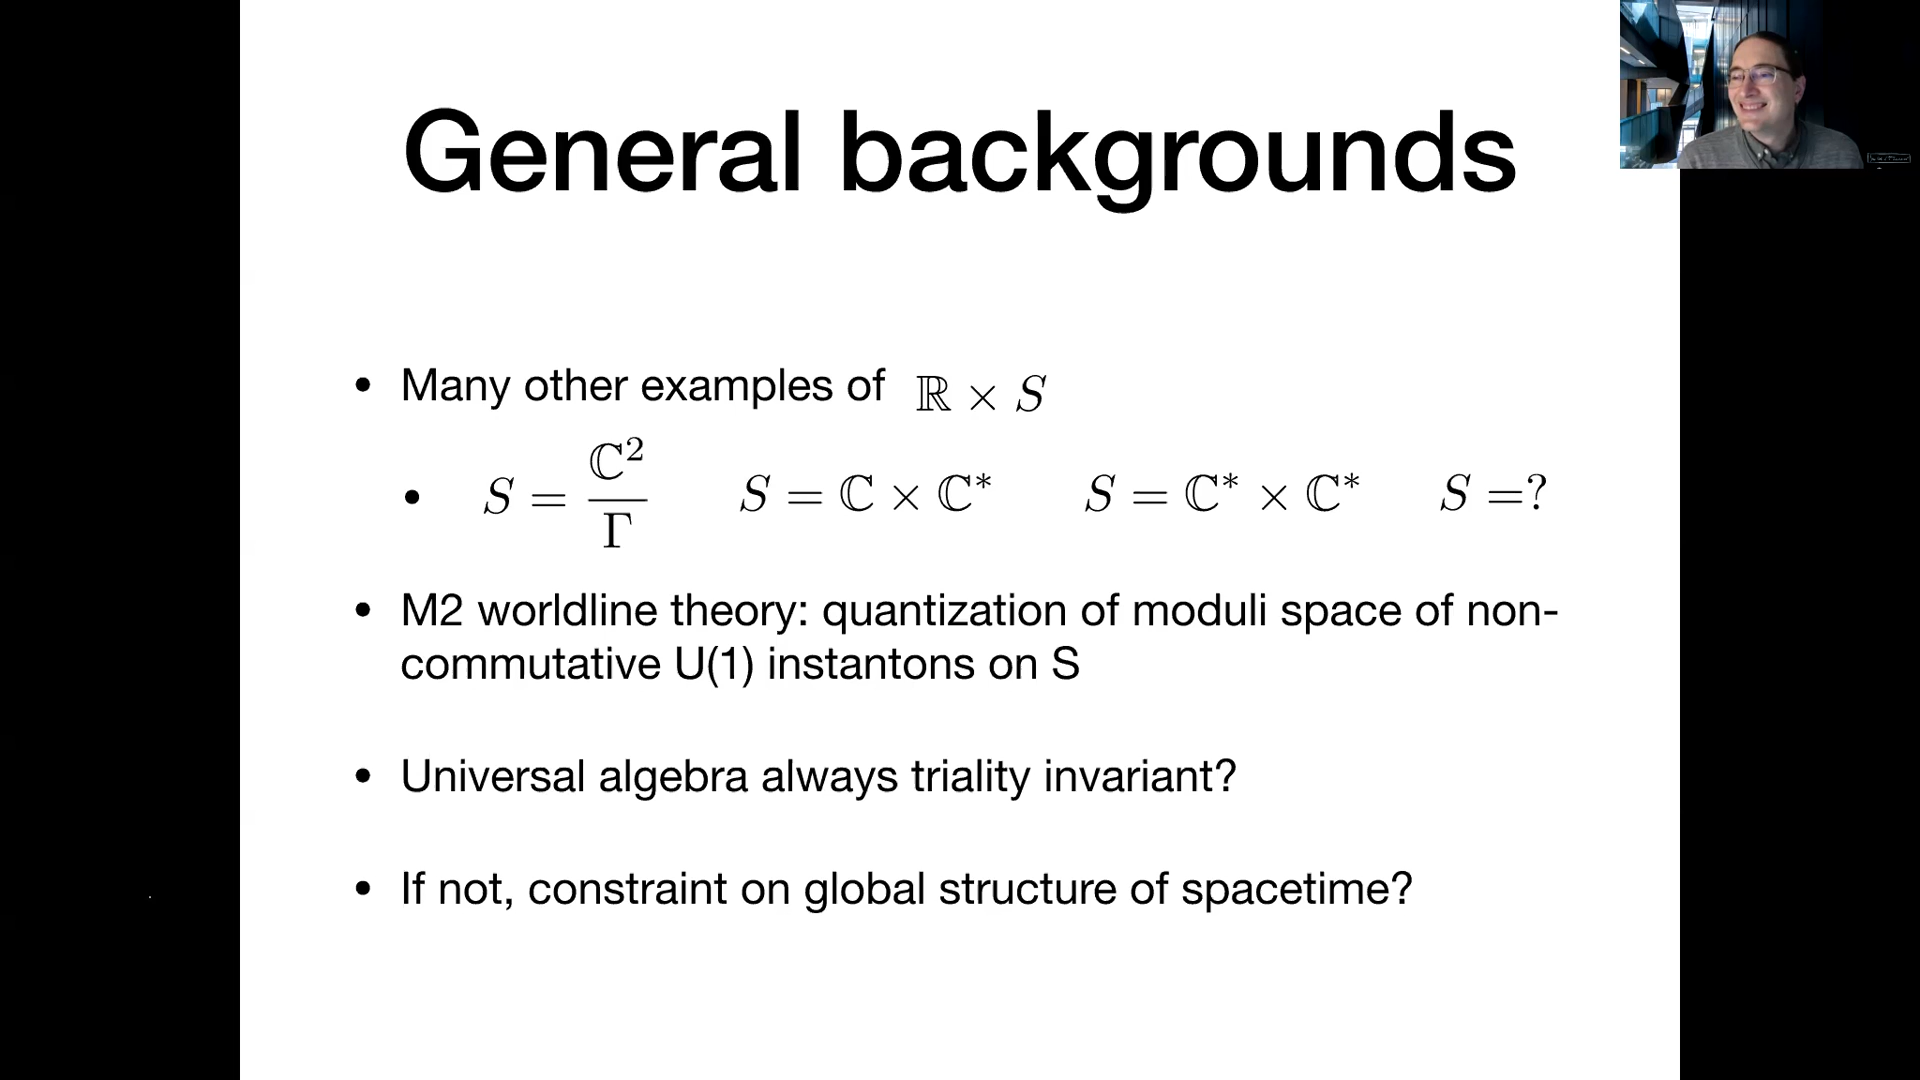 General backgrounds
• Many other examples of ℝ × S
• S = ℂ²/Γ S = ℂ × ℂ* S = ℂ* × ℂ* S =?
• M2 worldline theory: quantization of moduli space of non-
commutative U(1) instantons on S
• Universal algebra always triality invariant?
• If not, constraint on global structure of spacetime?